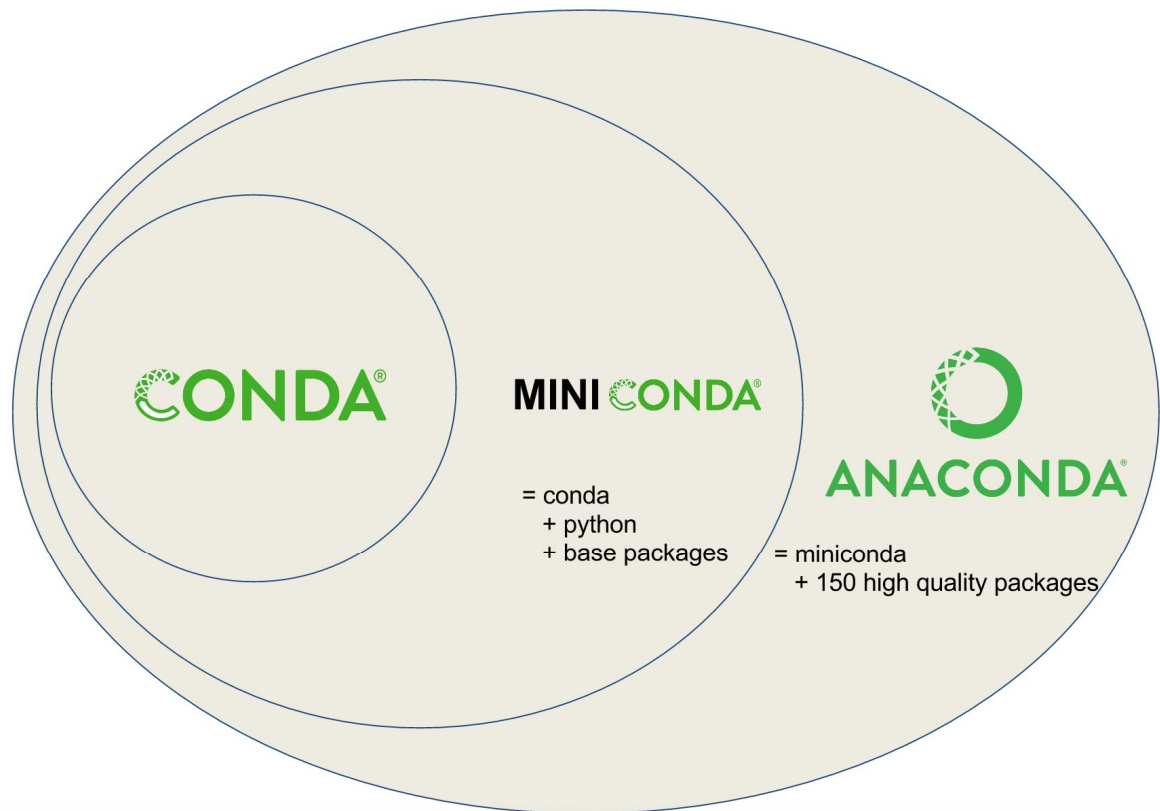 CONDA®
MINI CONDA®
= conda
+ python
+ base packages
ANACONDA®
= miniconda
+ 150 high quality packages